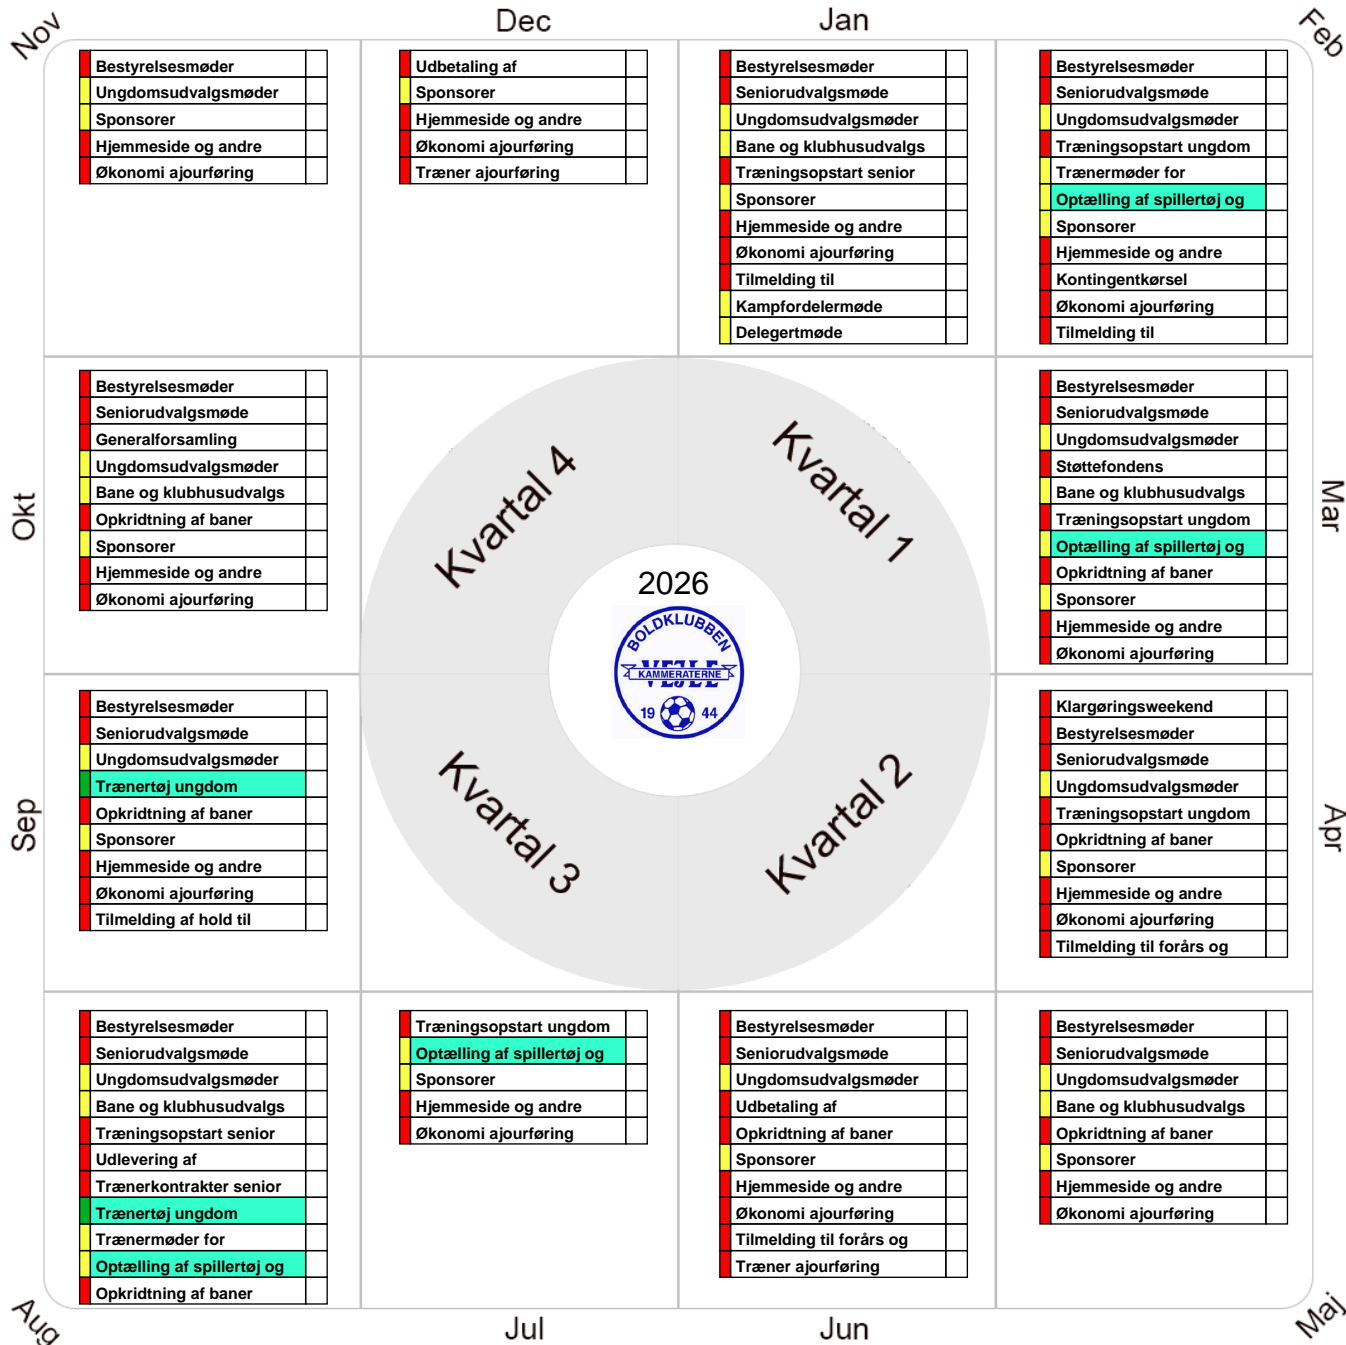 Nov
Dec
Jan
Feb
Bestyrelsesmøder
Ungdomsudvalgsmøder
Sponsorer
Hjemmeside og andre
Økonomi ajourføring
Udbetaling af
Sponsorer
Hjemmeside og andre
Økonomi ajourføring
Træner ajourføring
Bestyrelsesmøder
Seniorudvalgsmøde
Ungdomsudvalgsmøder
Bane og klubhusudvalgs
Træningsopstart senior
Sponsorer
Hjemmeside og andre
Økonomi ajourføring
Tilmelding til
Kampfordelermøde
Delegertmøde
Bestyrelsesmøder
Seniorudvalgsmøde
Ungdomsudvalgsmøder
Træningsopstart ungdom
Trænermøder for
Optælling af spillertøj og
Sponsorer
Hjemmeside og andre
Kontingentkørsel
Økonomi ajourføring
Tilmelding til
Okt
Bestyrelsesmøder
Seniorudvalgsmøde
Generalforsamling
Ungdomsudvalgsmøder
Bane og klubhusudvalgs
Opkridtning af baner
Sponsorer
Hjemmeside og andre
Økonomi ajourføring
Kvartal 4
Kvartal 1
Bestyrelsesmøder
Seniorudvalgsmøde
Ungdomsudvalgsmøder
Støttefondens
Bane og klubhusudvalgs
Træningsopstart ungdom
Optælling af spillertøj og
Opkridtning af baner
Sponsorer
Hjemmeside og andre
Økonomi ajourføring
Mar
2026
BOLDKLUBBEN
VEJLE
KAMMERATERNE
19 44
Sep
Bestyrelsesmøder
Seniorudvalgsmøde
Ungdomsudvalgsmøder
Trænertøj ungdom
Opkridtning af baner
Sponsorer
Hjemmeside og andre
Økonomi ajourføring
Tilmelding af hold til
Kvartal 3
Kvartal 2
Klargøringsweekend
Bestyrelsesmøder
Seniorudvalgsmøde
Ungdomsudvalgsmøder
Træningsopstart ungdom
Opkridtning af baner
Sponsorer
Hjemmeside og andre
Økonomi ajourføring
Tilmelding til forårs og
Apr
Bestyrelsesmøder
Seniorudvalgsmøde
Ungdomsudvalgsmøder
Bane og klubhusudvalgs
Træningsopstart senior
Udlevering af
Trænerkontrakter senior
Trænertøj ungdom
Trænermøder for
Optælling af spillertøj og
Opkridtning af baner
Træningsopstart ungdom
Optælling af spillertøj og
Sponsorer
Hjemmeside og andre
Økonomi ajourføring
Bestyrelsesmøder
Seniorudvalgsmøde
Ungdomsudvalgsmøder
Udbetaling af
Opkridtning af baner
Sponsorer
Hjemmeside og andre
Økonomi ajourføring
Tilmelding til forårs og
Træner ajourføring
Bestyrelsesmøder
Seniorudvalgsmøde
Ungdomsudvalgsmøder
Bane og klubhusudvalgs
Opkridtning af baner
Sponsorer
Hjemmeside og andre
Økonomi ajourføring
Aug
Jul
Jun
Maj